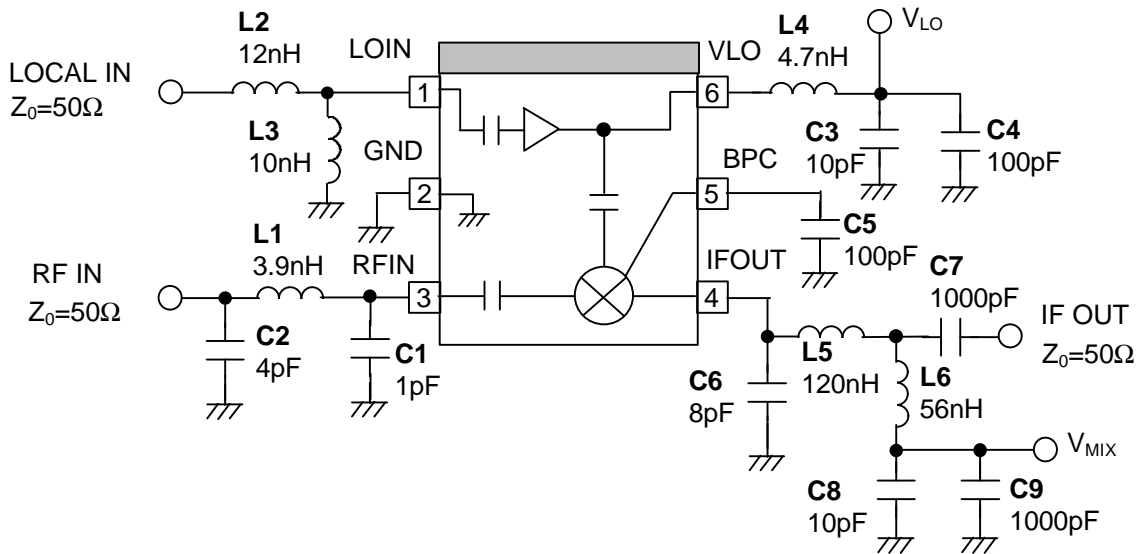 L2
12nH
LOIN
VLO
L4
4.7nH
V_LO
LOCAL IN
Z0=50Ω
1
6
L3
10nH
GND
C3
10pF
C4
100pF
BPC
2
5
C5
100pF
L1
3.9nH
RF IN
Z0=50Ω
RFIN
IFOUT
3
4
C7
1000pF
IF OUT
Z0=50Ω
C2
4pF
C1
1pF
L5
120nH
C6
8pF
L6
56nH
V_MIX
C8
10pF
C9
1000pF